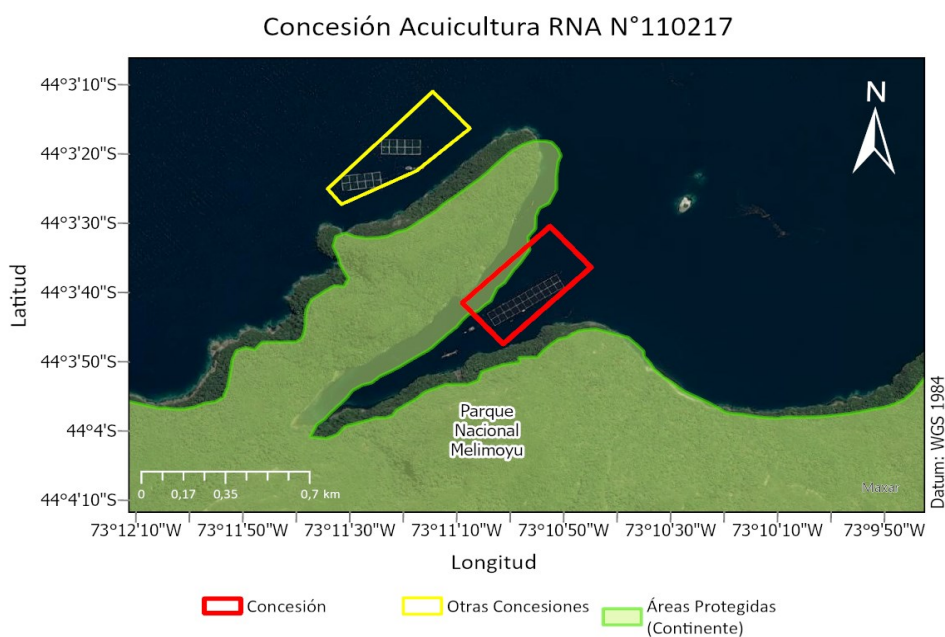 Concesión Acuicultura RNA N°110217
44°3'10"S
44°3'20"S
44°3'30"S
44°3'40"S
44°3'50"S
44°4'S
44°4'10"S
Latitud
N
Parque
Nacional
Melimoyu
0 0,17 0,35 0,7 km
Maxar
Datum: WGS 1984
73°12'10"W 73°11'50"W 73°11'30"W 73°11'10"W 73°10'50"W 73°10'30"W 73°10'10"W 73°9'50"W
Longitud
Concesión
Otras Concesiones
Áreas Protegidas
(Continente)